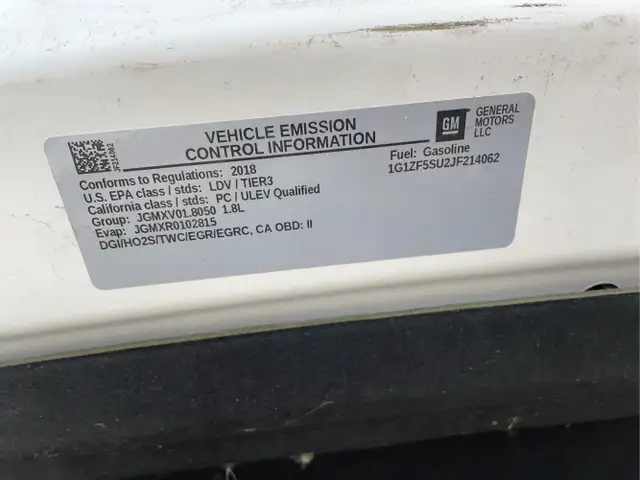 VEHICLE EMISSION
CONTROL INFORMATION
GM
GENERAL
MOTORS
LLC
JF214062
Conforms to Regulations: 2018
U.S. EPA class / stds: LDV / TIER3
California class / stds: PC / ULEV Qualified
Group: JGMXV01.8050 1.8L
Evap: JGMXR0102815
DGI/HO2S/TWC/EGR/EGRC, CA OBD: II
Fuel: Gasoline
1G1ZF5SU2JF214062